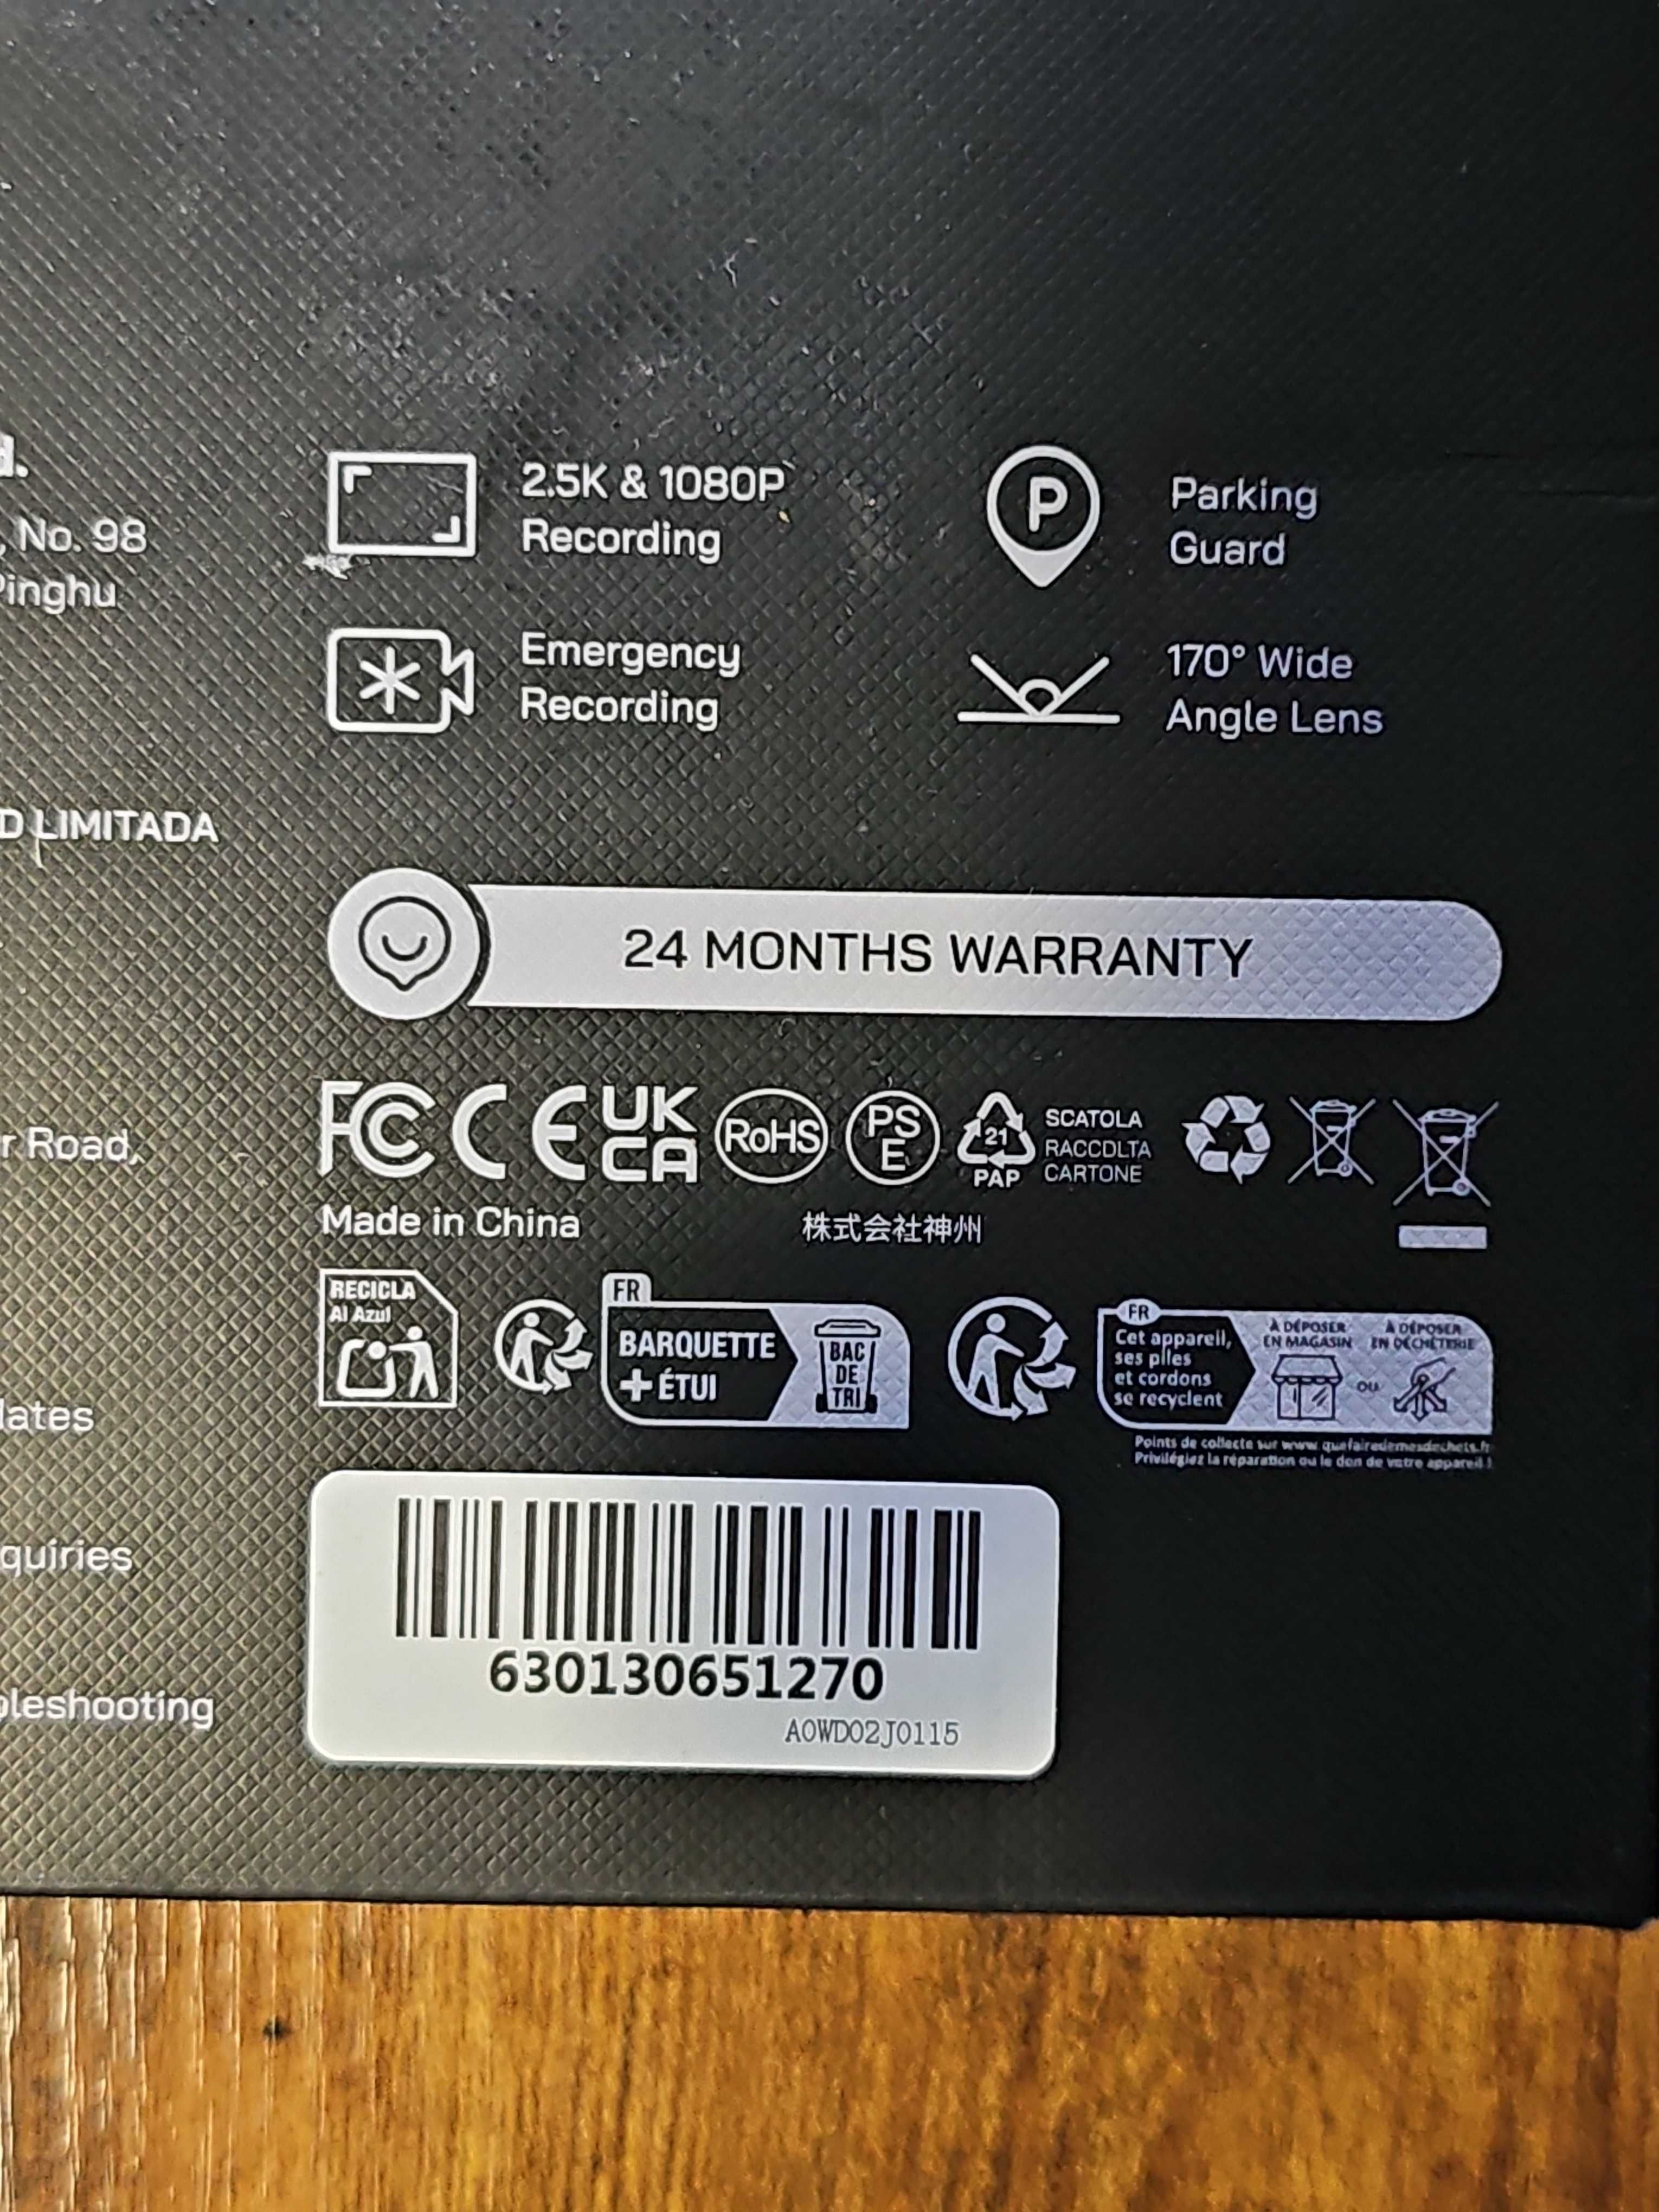 No. 98
Pinghu
D LIMITADA
r Road,
lates
quiries
bleshooting
2.5K & 1080P
Recording
Parking
Guard
Emergency
Recording
170° Wide
Angle Lens
24 MONTHS WARRANTY
FC CE UK
CA
RoHS
PS
E
21
PAP
SCATOLA
RACCOLTA
CARTONE
Made in China
株式会社神州
RECICLA
Al Azul
FR
BARQUETTE
+ ÉTUI
BAC
DE
TRI
FR
Cet appareil,
ses piles
et cordons
se recyclent
À DÉPOSER
EN MAGASIN
OU
À DÉPOSER
EN DÉCHÈTERIE
Points de collecte sur www.quefairedemesdechets.fr
Privilégiez la réparation ou le don de votre appareil !
630130651270
A0WD02J0115